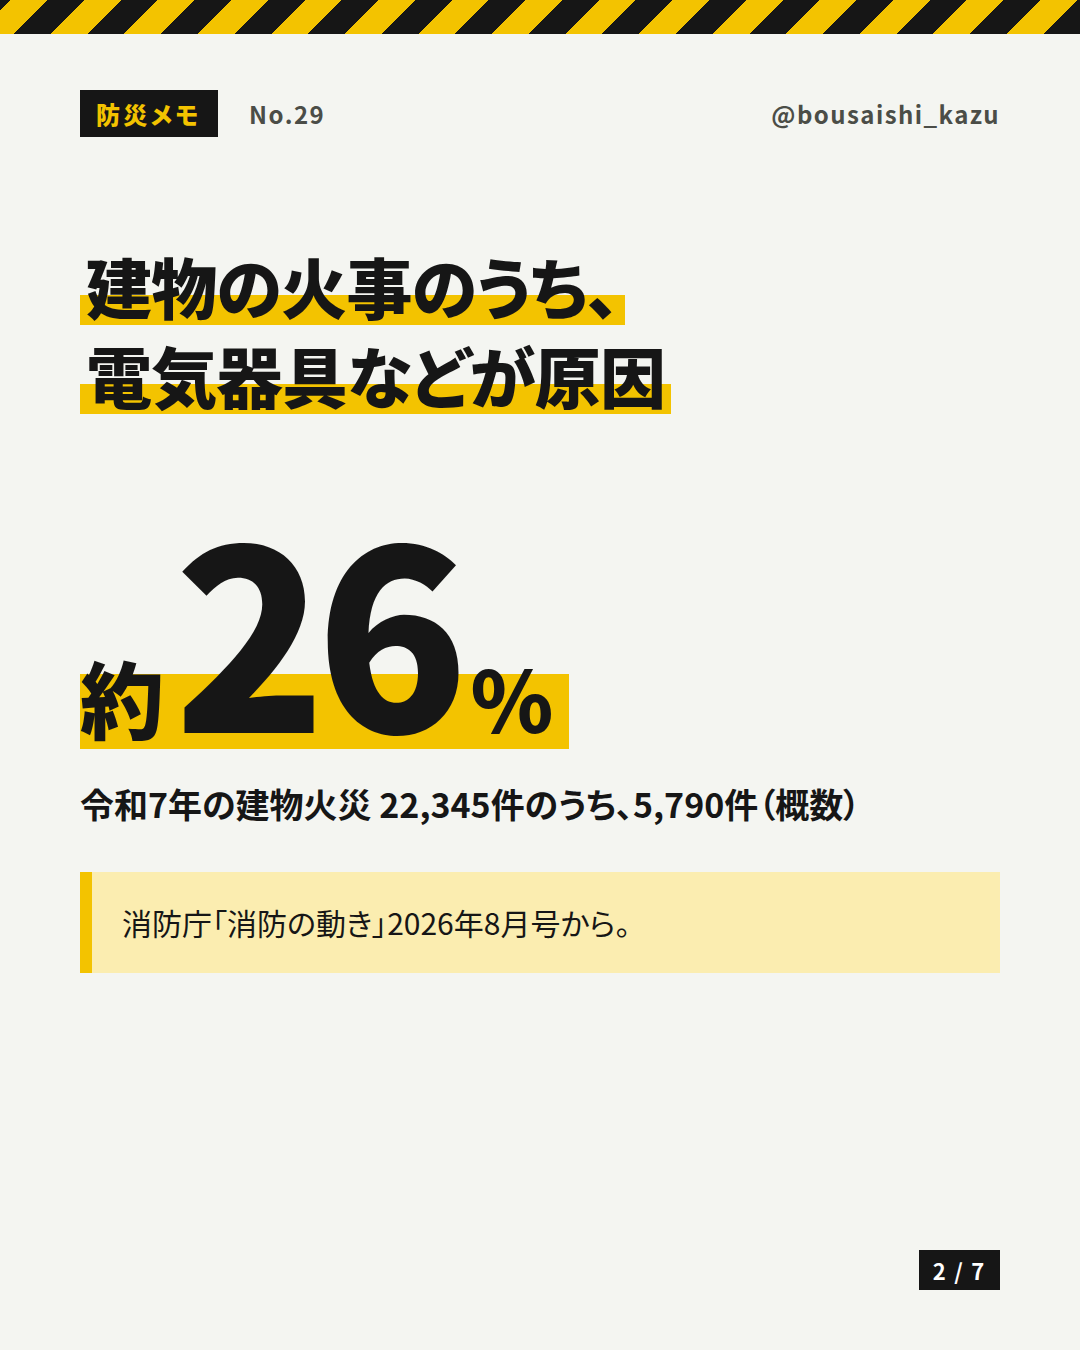 防災メモ No.29 @bousaishi_kazu
建物の火事のうち、
電気器具などが原因
約26%
令和7年の建物火災 22,345件のうち、5,790件(概数)
消防庁「消防の動き」2026年8月号から。
2 / 7